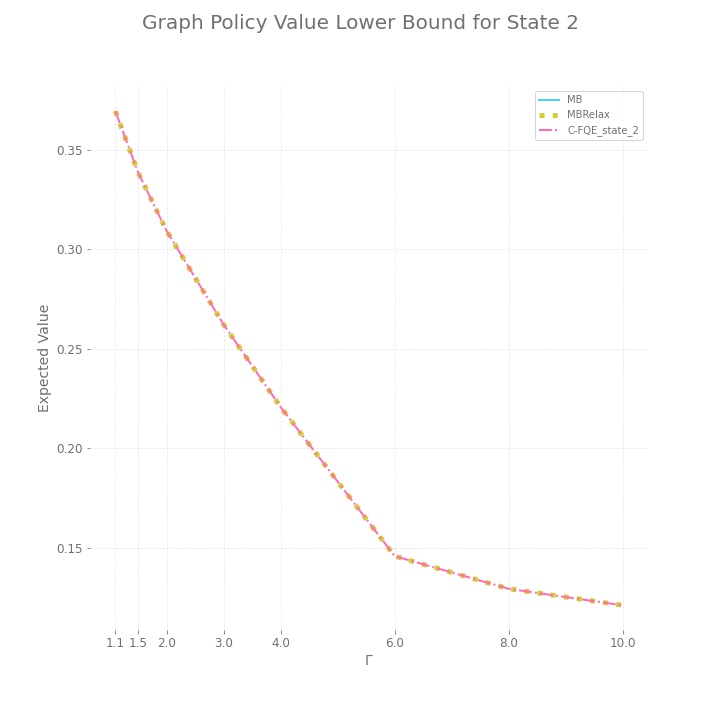 Graph Policy Value Lower Bound for State 2
MB
MBRelax
C-FQE_state_2
Expected Value
0.35
0.30
0.25
0.20
0.15
1.1 1.5 2.0 3.0 4.0 6.0 8.0 10.0
Γ